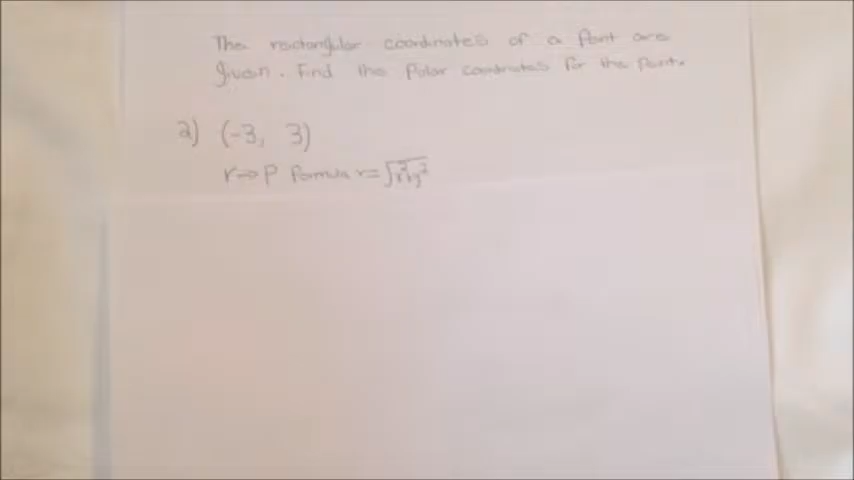 The rectangular coordinates of a Point are
given. Find the Polar coordinates for the Point.
2) (-3, 3)
r→P formula r=√x²+y²